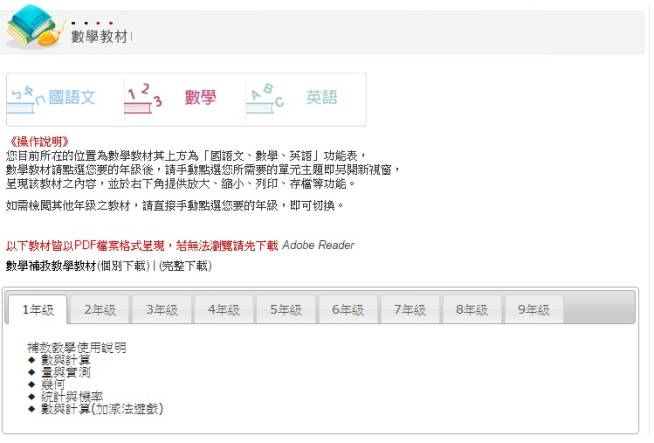 數學教材
ㄅㄆㄇ 國語文
1 2 3 數學
A B C 英語
《操作說明》
您目前所在的位置為數學教材其上方為「國語文、數學、英語」功能表，
數學教材請點選您要的年級後，請手動點選您所需要的單元主題即另開新視窗，
呈現該教材之內容，並於右下角提供放大、縮小、列印、存檔等功能。
如需檢閱其他年級之教材，請直接手動點選您要的年級，即可切換。
以下教材皆以PDF檔案格式呈現，若無法瀏覽請先下載 Adobe Reader
數學補救教學教材(個別下載) | (完整下載)
1年級 2年級 3年級 4年級 5年級 6年級 7年級 8年級 9年級
補救教學使用說明
◆ 數與計算
◆ 量與實測
◆ 幾何
◆ 統計與機率
◆ 數與計算(加減法遊戲)